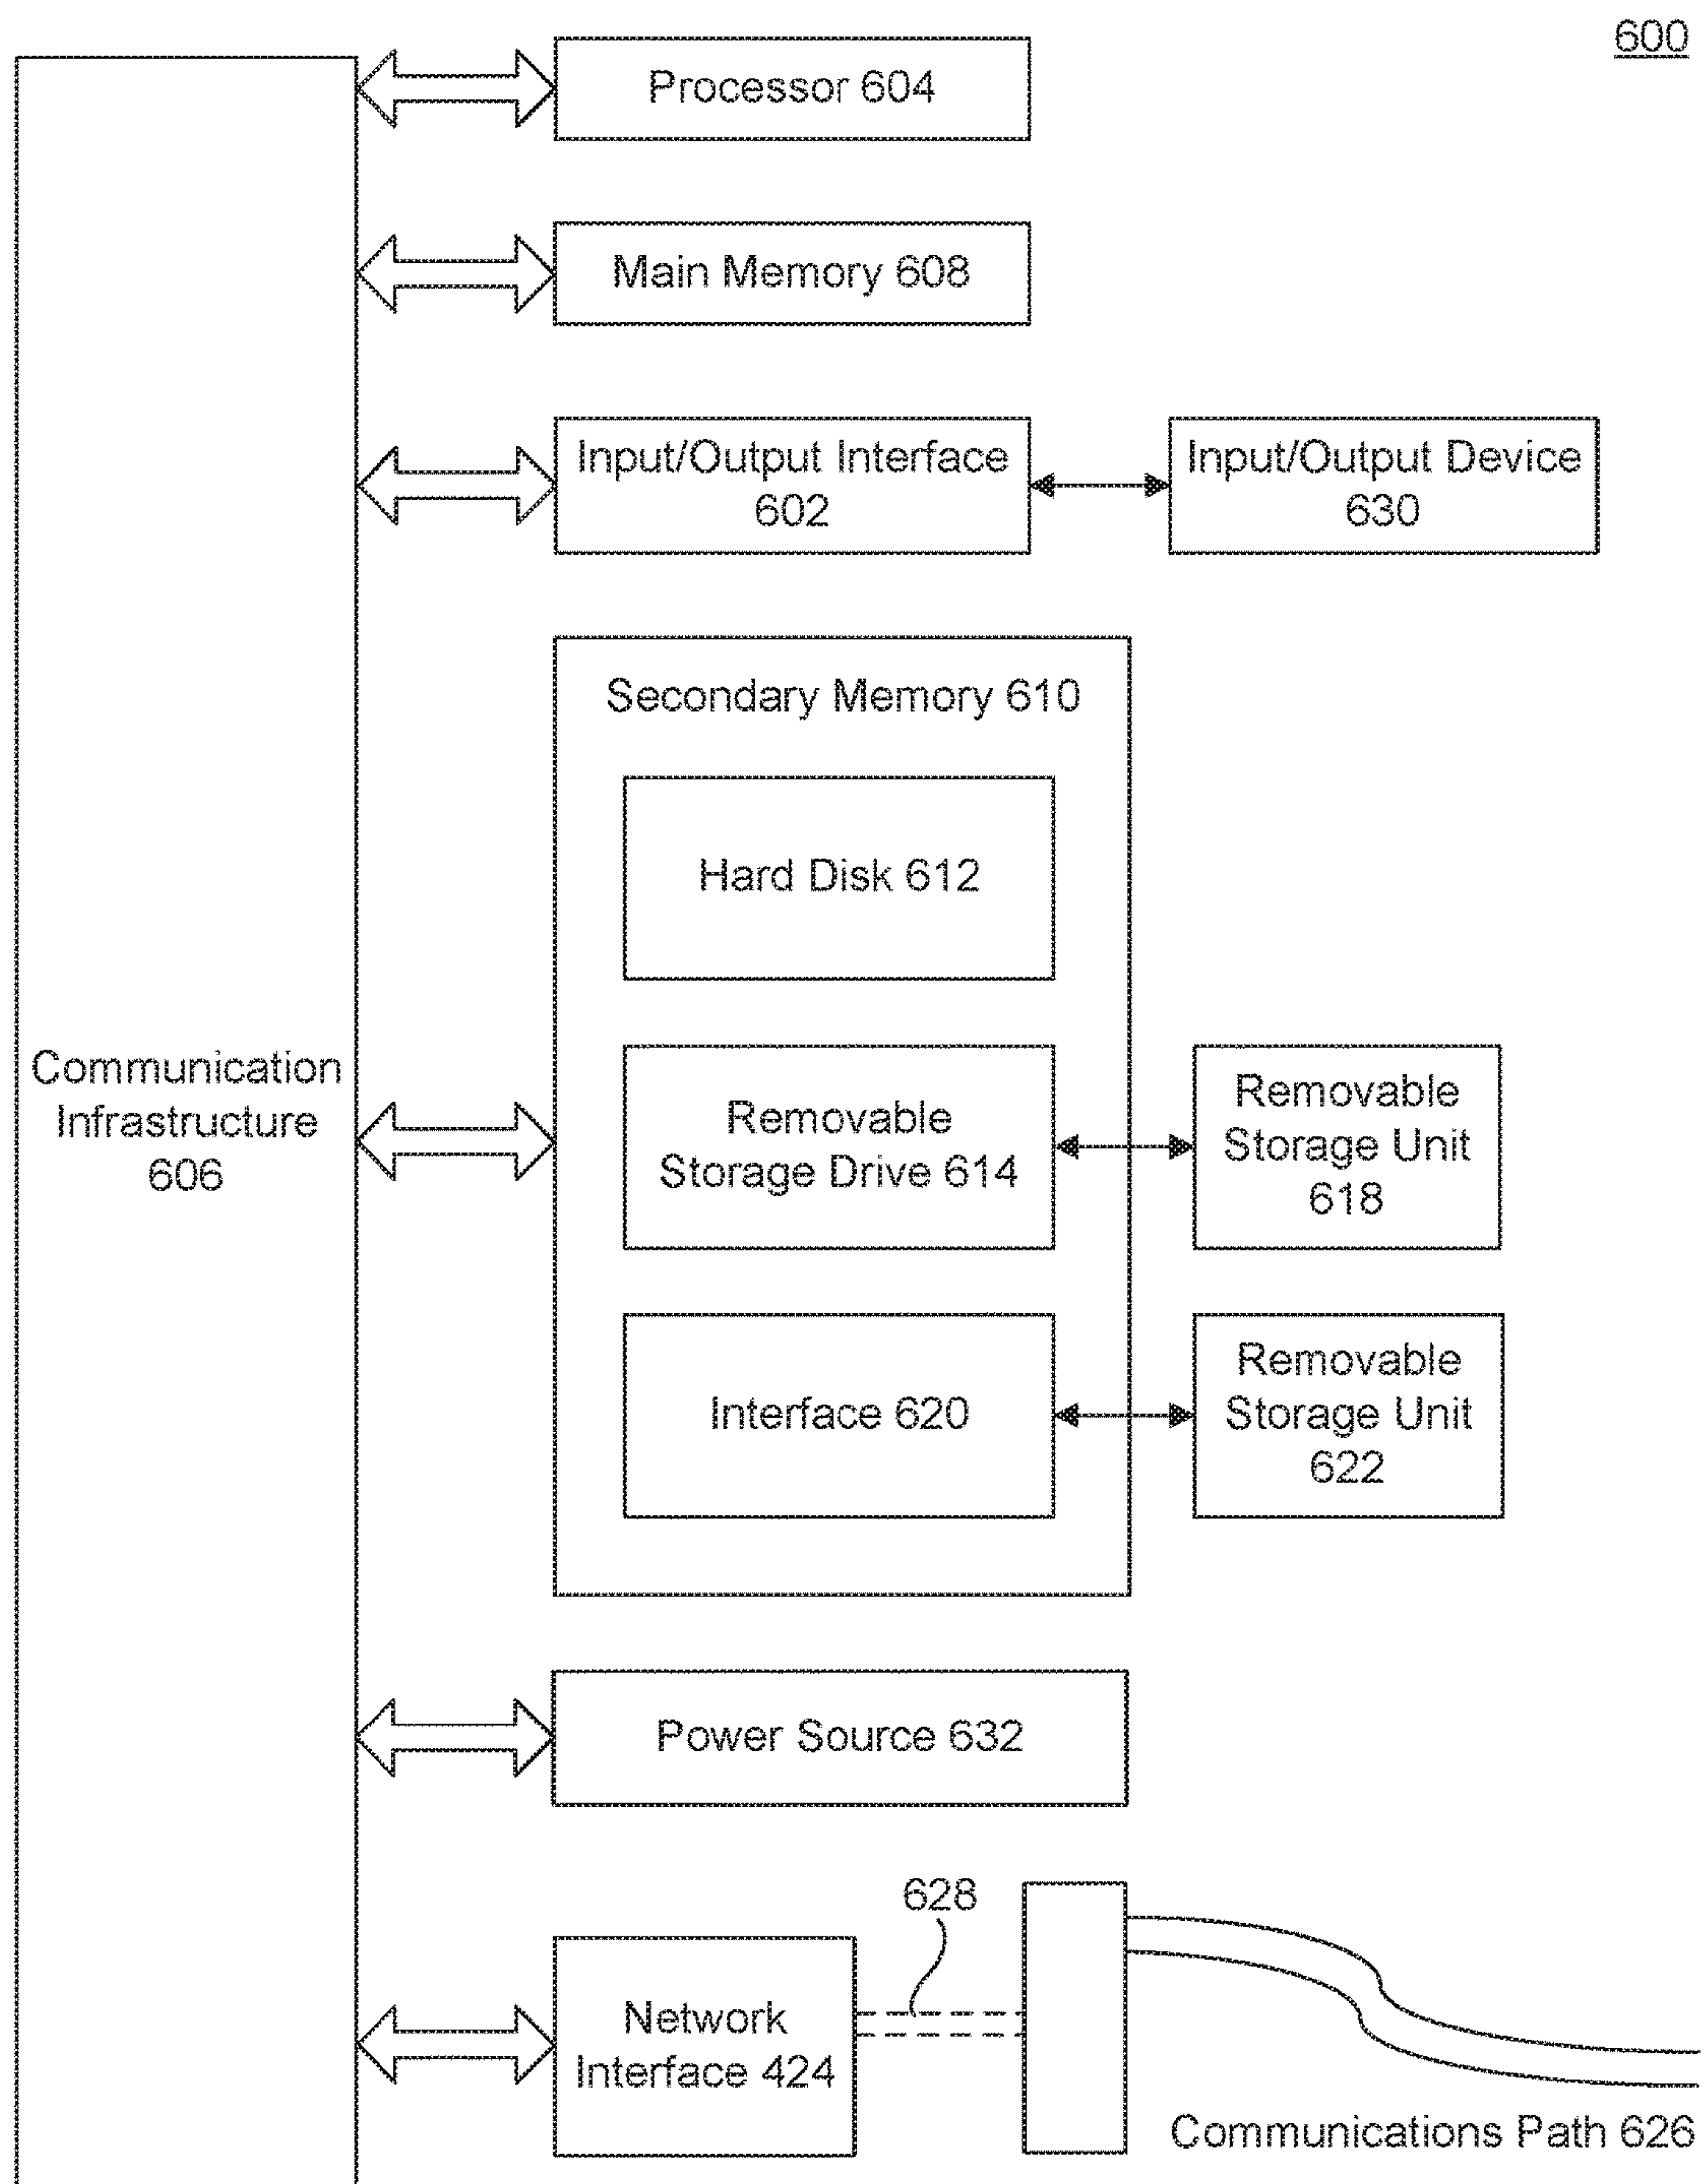 600
Processor 604
Main Memory 608
Input/Output Interface
602
Input/Output Device
630
Secondary Memory 610
Hard Disk 612
Communication
Infrastructure
606
Removable
Storage Drive 614
Removable
Storage Unit
618
Interface 620
Removable
Storage Unit
622
Power Source 632
628
Network
Interface 424
Communications Path 626